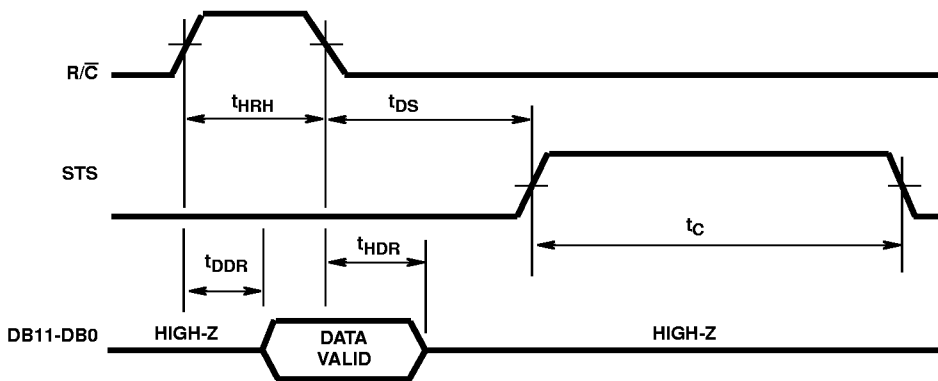 R/C̅
tHRH
tDS
STS
tC
tHDR
tDDR
DB11-DB0
HIGH-Z
DATA
VALID
HIGH-Z